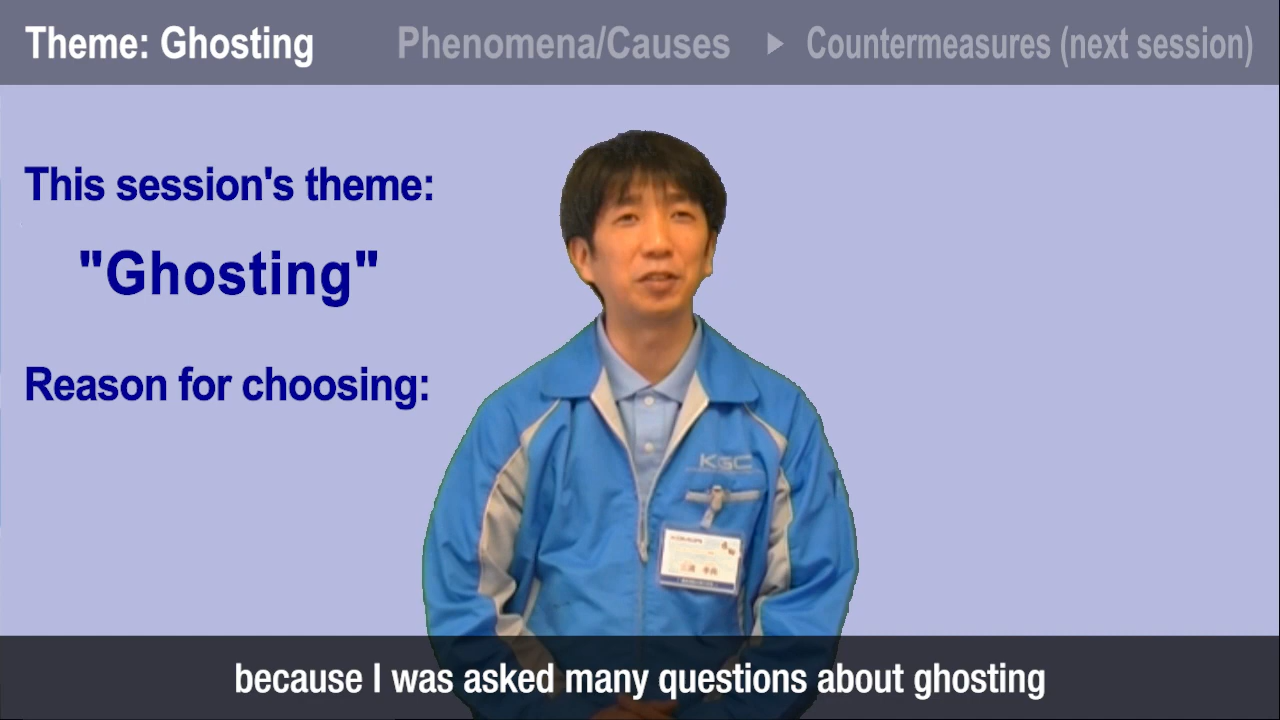 Theme: Ghosting Phenomena/Causes ▶ Countermeasures (next session)
This session's theme:
"Ghosting"
Reason for choosing:
KGC
because I was asked many questions about ghosting